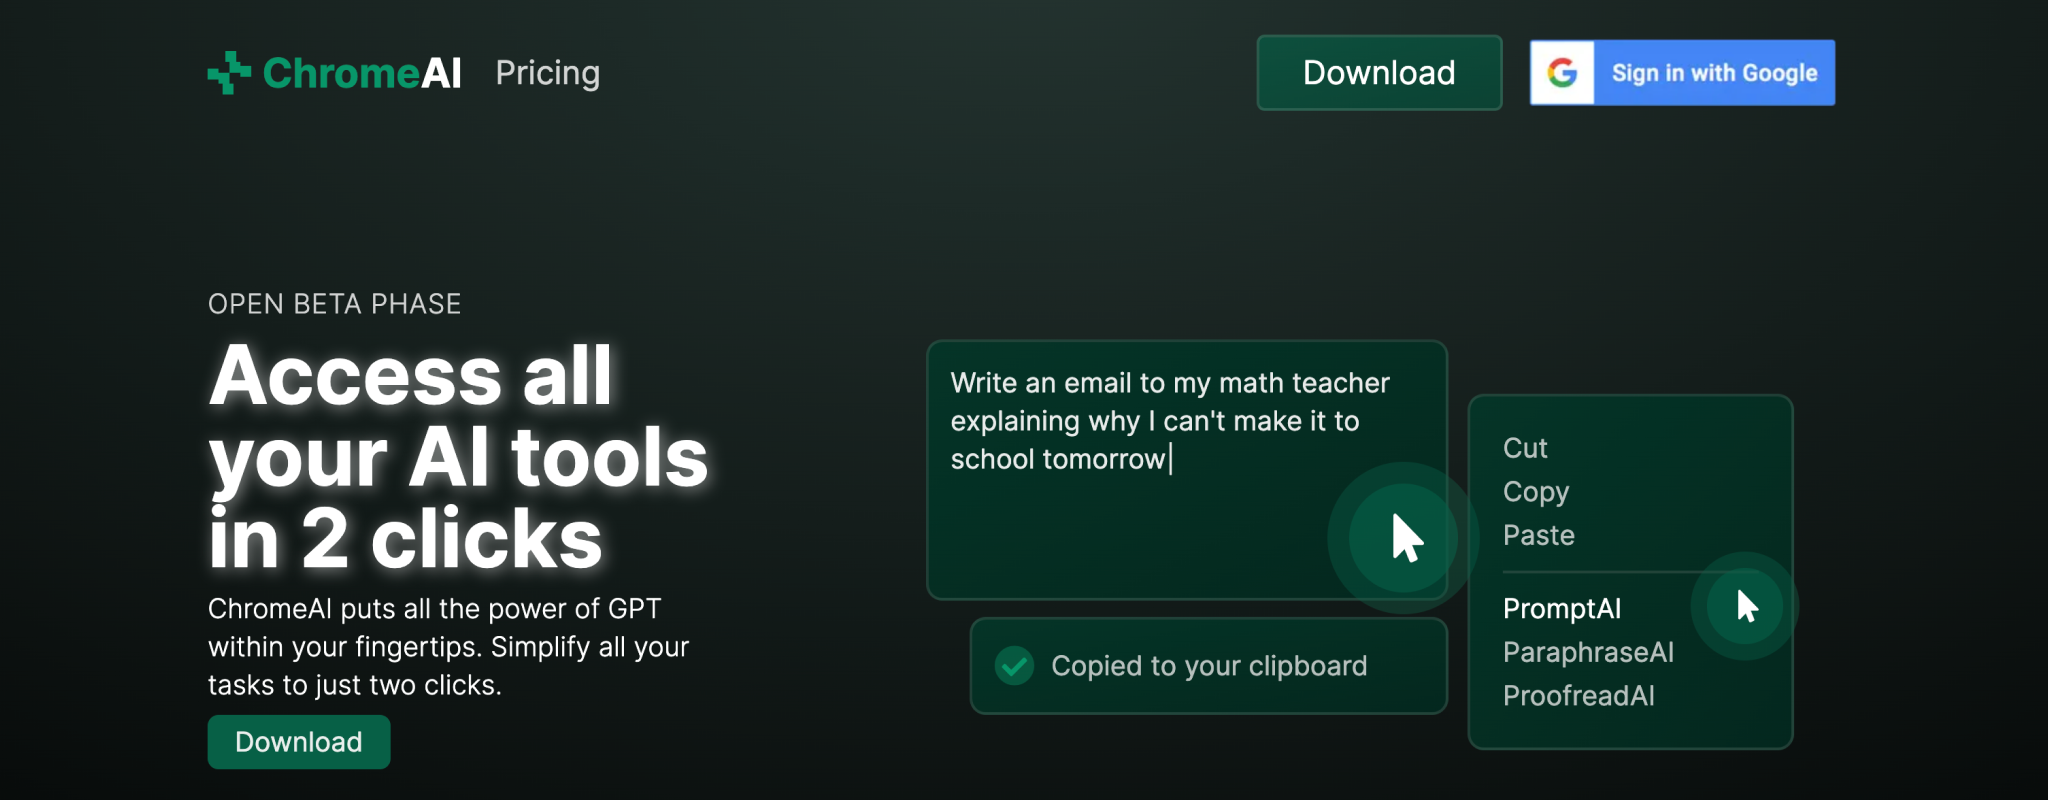 ChromeAI
Pricing
Download
Sign in with Google
OPEN BETA PHASE
Access all
your AI tools
in 2 clicks
ChromeAI puts all the power of GPT
within your fingertips. Simplify all your
tasks to just two clicks.
Download
Write an email to my math teacher
explaining why I can't make it to
school tomorrow
Copied to your clipboard
Cut
Copy
Paste
PromptAI
ParaphraseAI
ProofreadAI